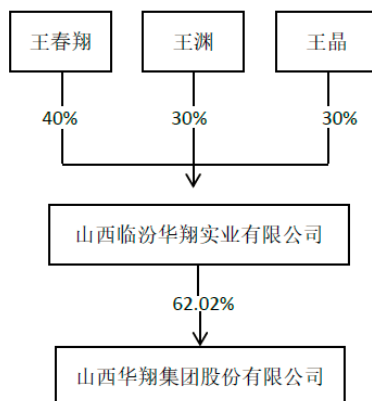 王春翔 王渊 王晶
40% 30% 30%
山西临汾华翔实业有限公司
62.02%
山西华翔集团股份有限公司